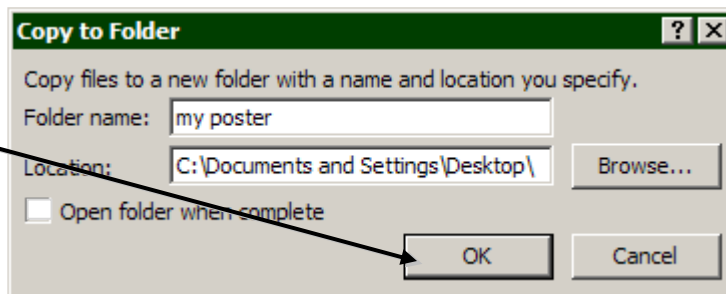 Copy to Folder
Copy files to a new folder with a name and location you specify.
Folder name: my poster
Location: C:\Documents and Settings\Desktop\ Browse...
Open folder when complete
OK Cancel